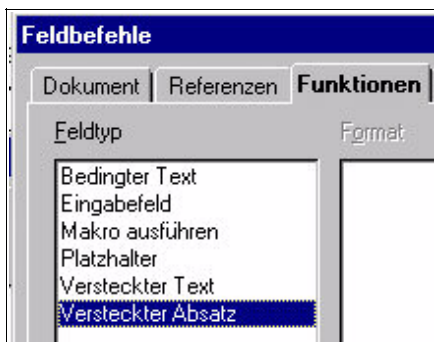 Feldbefehle
Dokument Referenzen Funktionen
Feldtyp Format
Bedingter Text
Eingabefeld
Makro ausführen
Platzhalter
Versteckter Text
Versteckter Absatz